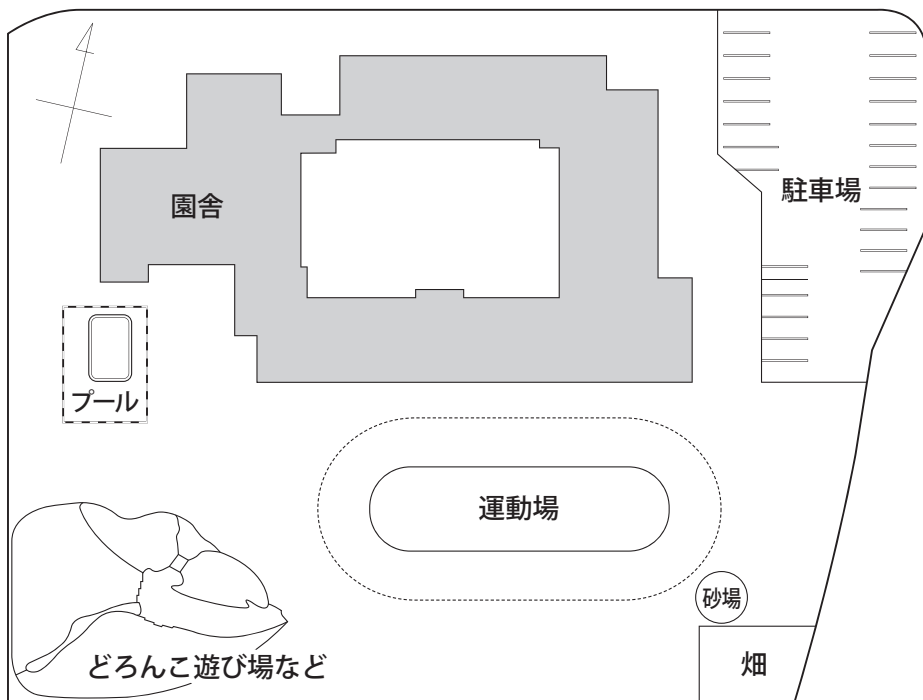 園舎
駐車場
プール
運動場
砂場
どろんこ遊び場など
畑